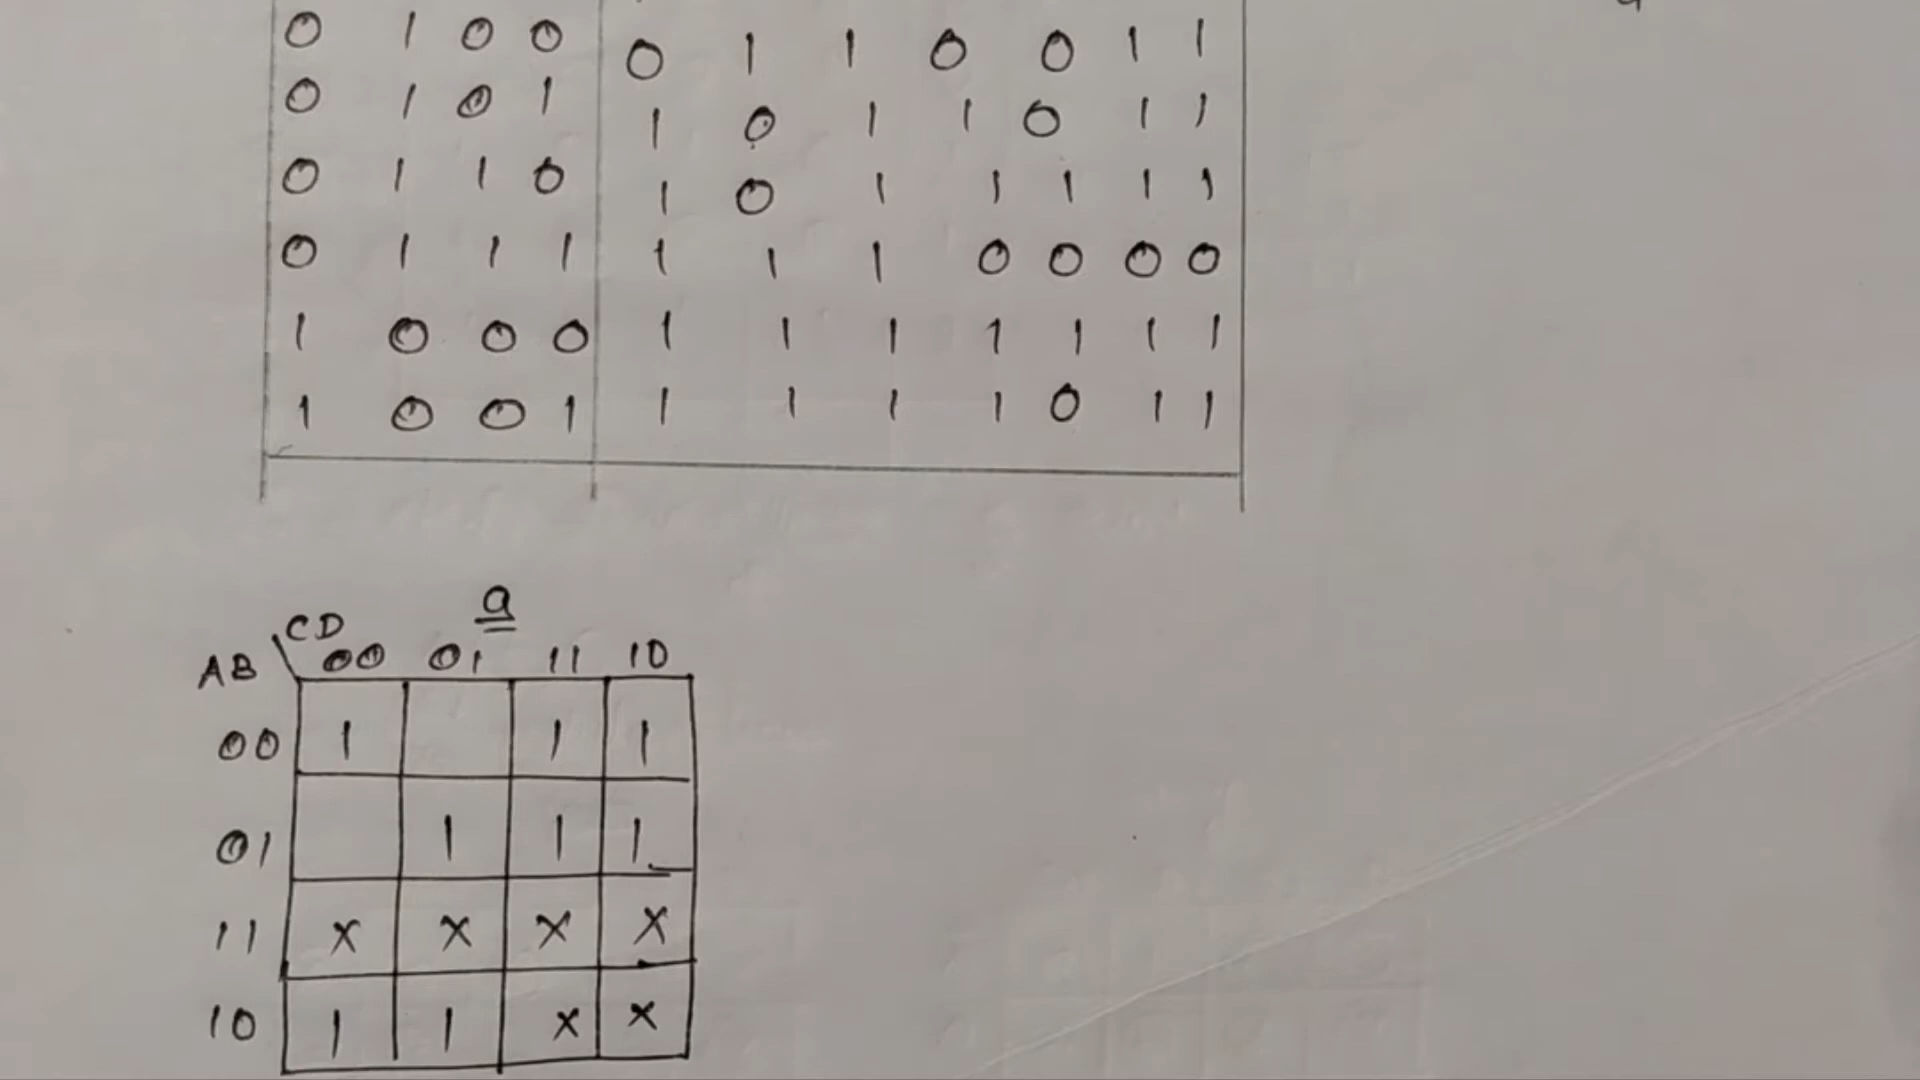 0 1 0 0 0 1 1 0 0 1 1
0 1 0 1 1 0 1 1 0 1 1
0 1 1 0 1 0 1 1 1 1 1
0 1 1 1 1 1 1 0 0 0 0
1 0 0 0 1 1 1 1 1 1 1
1 0 0 1 1 1 1 1 0 1 1
a
CD
AB 00 01 11 10
00 1 1 1
01 1 1 1
11 x x x x
10 1 1 x x